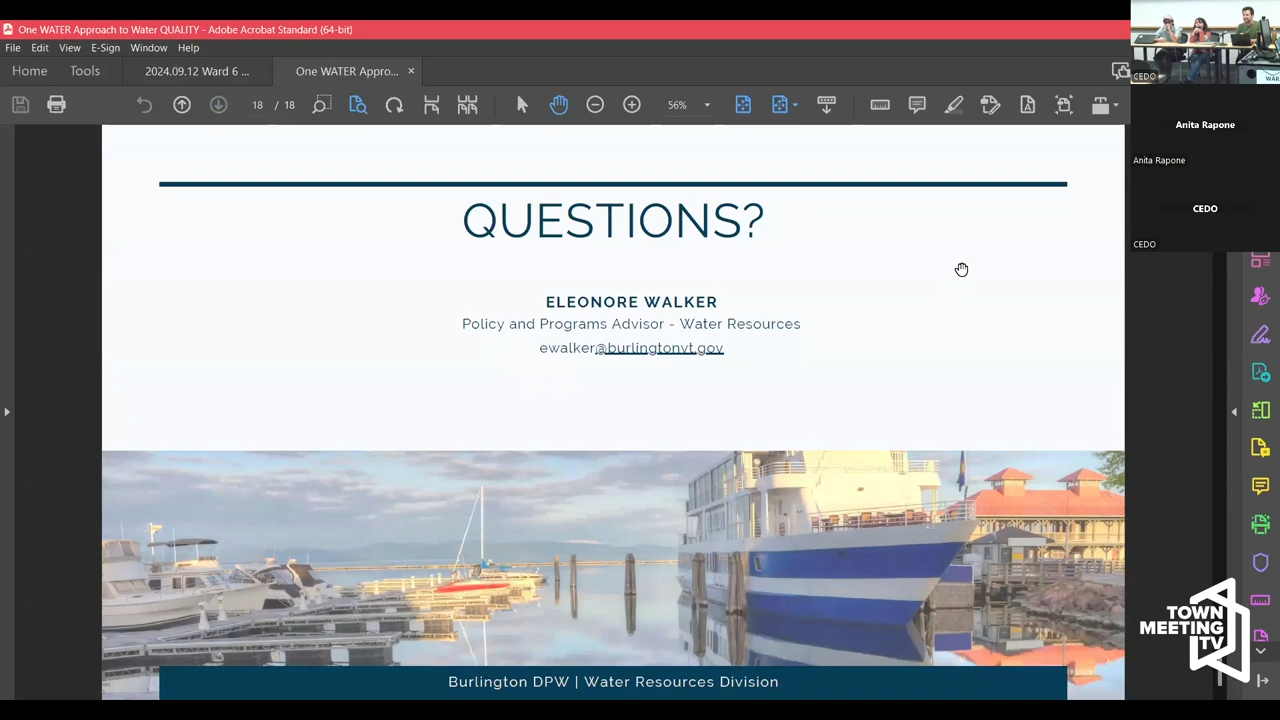 One WATER Approach to Water QUALITY - Adobe Acrobat Standard (64-bit)
File Edit View E-Sign Window Help
Home Tools 2024.09.12 Ward 6 ... One WATER Appro... ×
18 / 18 56%
QUESTIONS?
ELEONORE WALKER
Policy and Programs Advisor - Water Resources
ewalker@burlingtonvt.gov
Burlington DPW | Water Resources Division
CEDO
WAR
Anita Rapone
Anita Rapone
CEDO
CEDO
TOWN
MEETING
TV